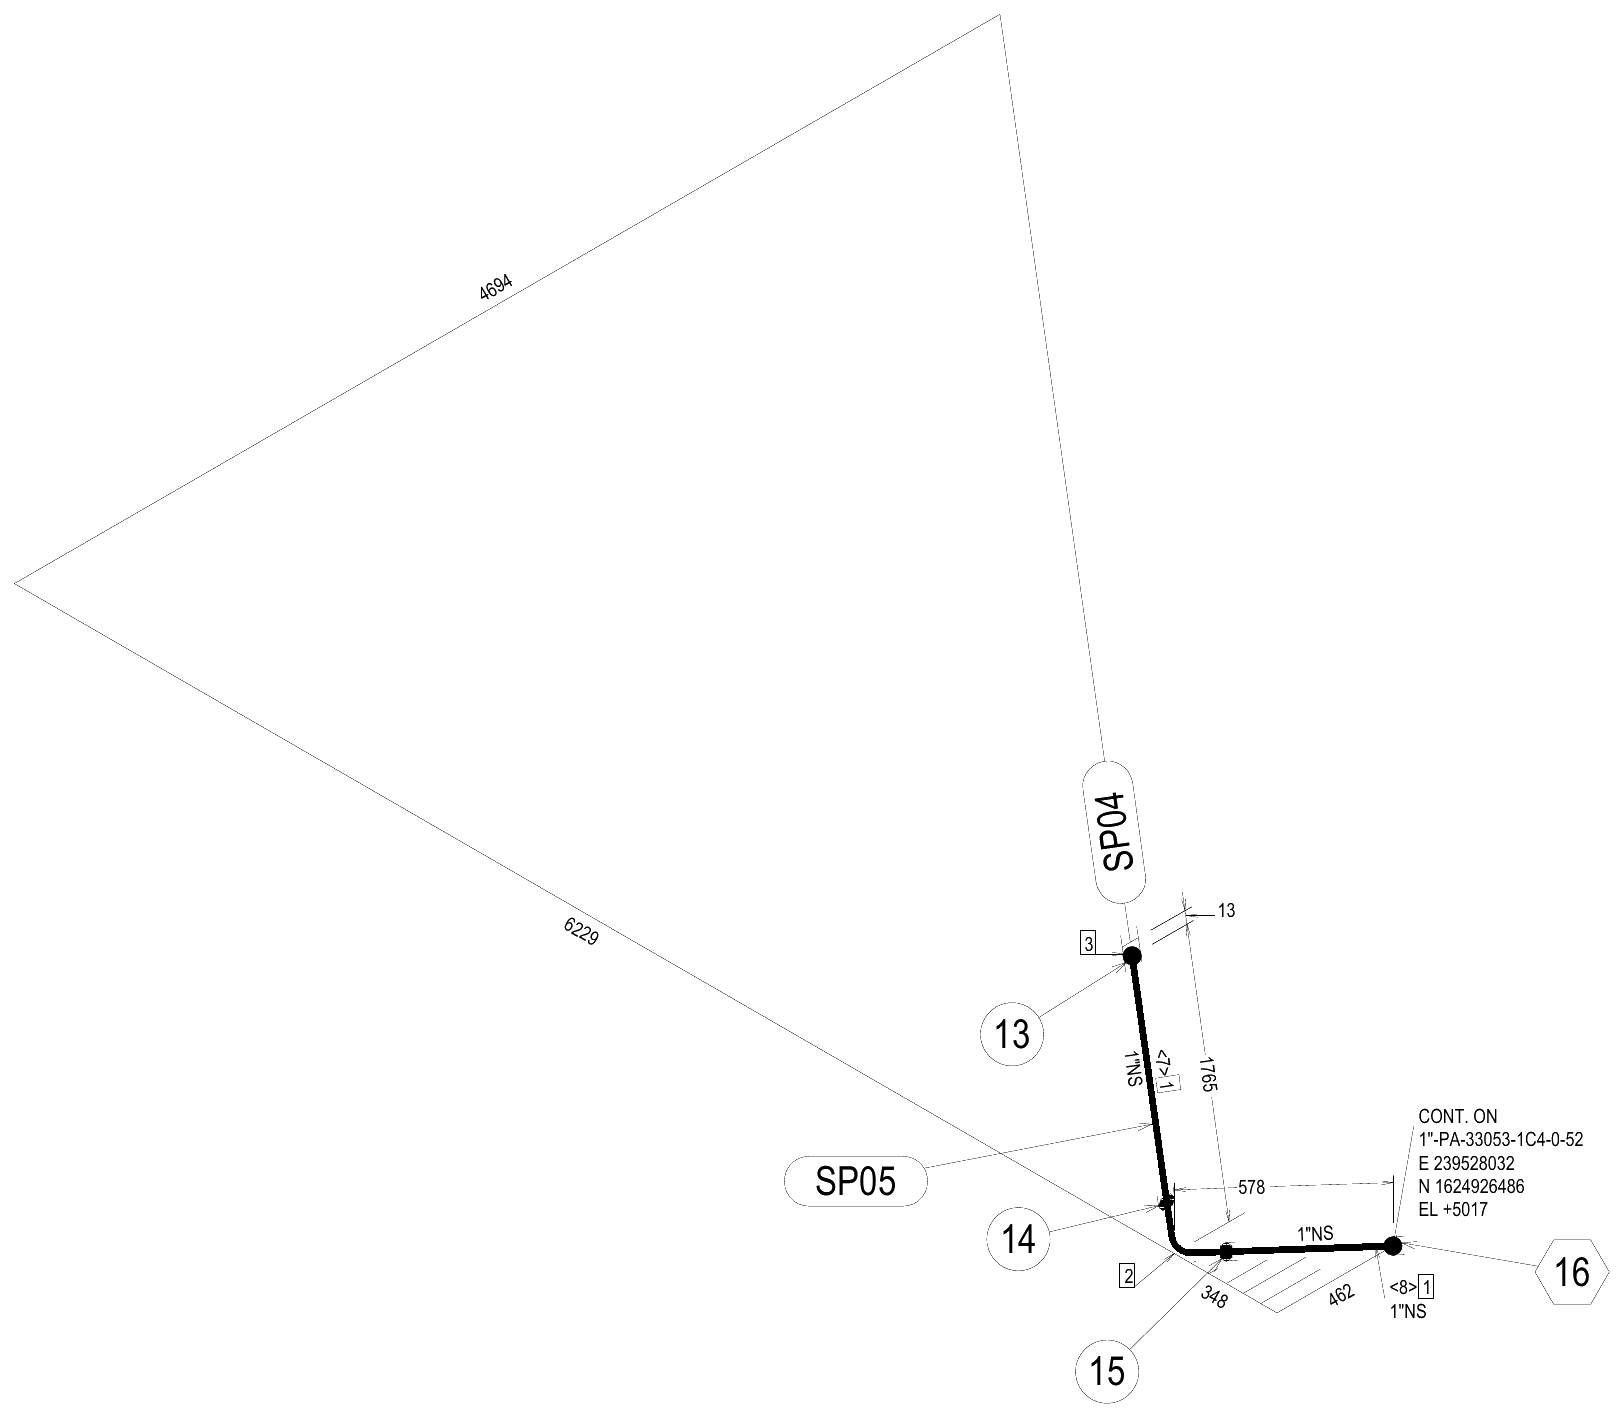 4694
6229
SP04
13
3
13
1"NS
<7>1
1765
SP05
14
578
CONT. ON
1"-PA-33053-1C4-0-52
E 239528032
N 1624926486
EL +5017
1"NS
16
2
348
462
<8>1
1"NS
15